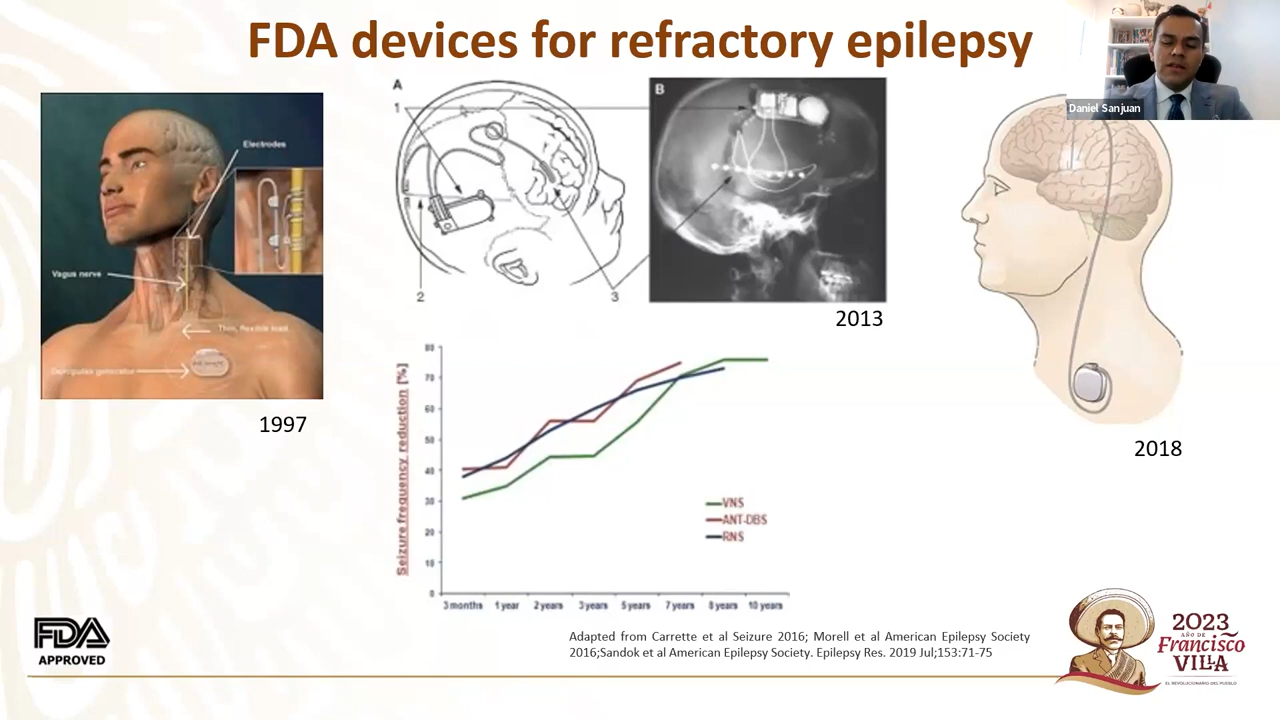 FDA devices for refractory epilepsy
Daniel Sanjuan
Electrodes
Vagus nerve
Thin, flexible lead
1997
A
1
2
3
B
2013
2018
Seizure frequency reduction [%]
80
70
60
50
40
30
20
10
0
3 months 1 year 2 years 3 years 5 years 7 years 8 years 10 years
VNS
ANT-DBS
RNS
Adapted from Carrette et al Seizure 2016; Morell et al American Epilepsy Society
2016;Sandok et al American Epilepsy Society. Epilepsy Res. 2019 Jul;153:71-75
FDA
APPROVED
2023
AÑO DE
Francisco
VILLA
EL REVOLUCIONARIO DEL PUEBLO